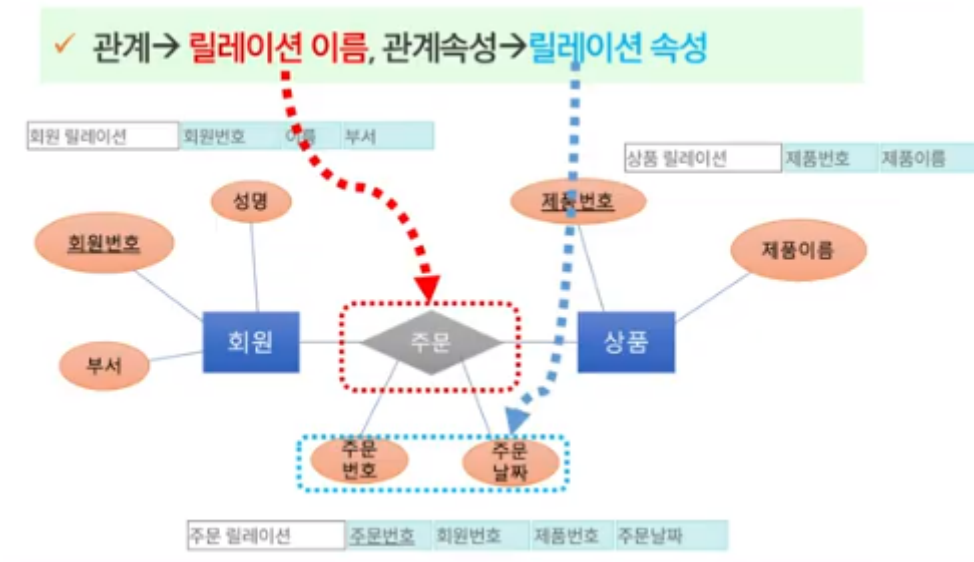 ✓ 관계→ 릴레이션 이름, 관계속성→릴레이션 속성
회원 릴레이션 회원번호 이름 부서
상품 릴레이션 제품번호 제품이름
성명
제품번호
회원번호
제품이름
회원
주문
상품
부서
주문
번호
주문
날짜
주문 릴레이션 주문번호 회원번호 제품번호 주문날짜